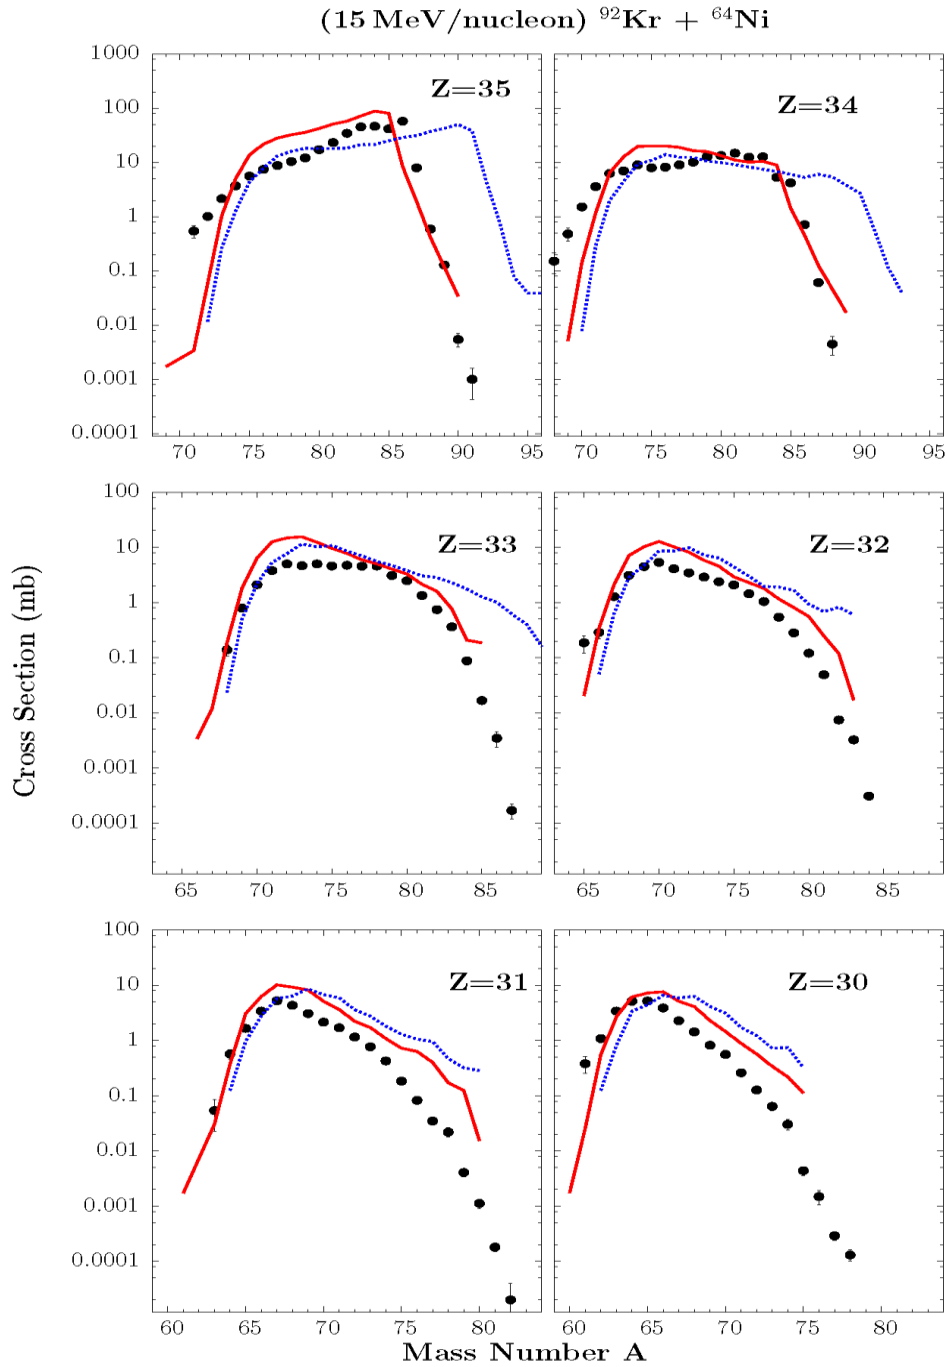 (15 MeV/nucleon) ⁹²Kr + ⁶⁴Ni
1000
100
10
1
0.1
0.01
0.001
0.0001
Z=35
Z=34
70 75 80 85 90 95 70 75 80 85 90 95
100
10
1
0.1
0.01
0.001
0.0001
Z=33
Z=32
65 70 75 80 85 65 70 75 80 85
Cross Section (mb)
100
10
1
0.1
0.01
0.001
0.0001
Z=31
Z=30
60 65 70 75 80 60 65 70 75 80
Mass Number A